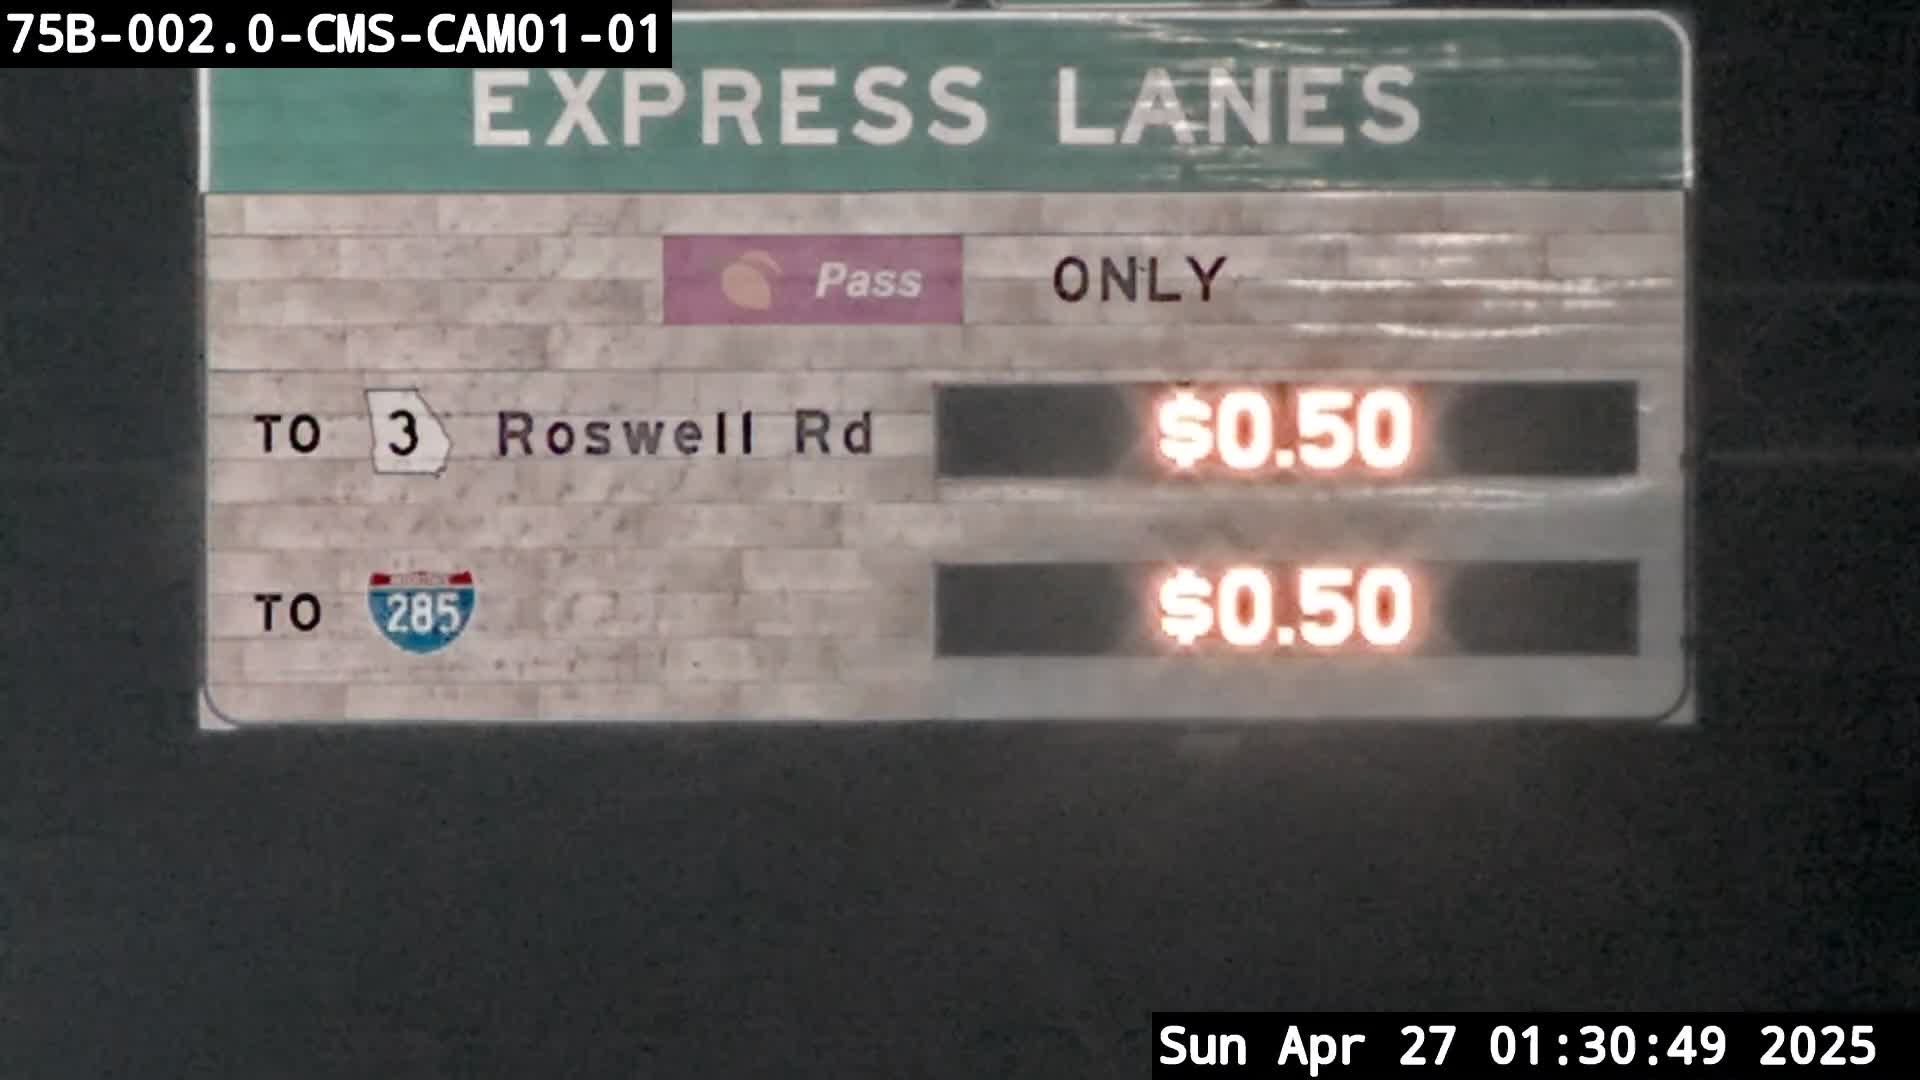 75B-002.0-CMS-CAM01-01
EXPRESS LANES
Pass ONLY
TO 3 Roswell Rd $0.50
TO 285 $0.50
Sun Apr 27 01:30:49 2025